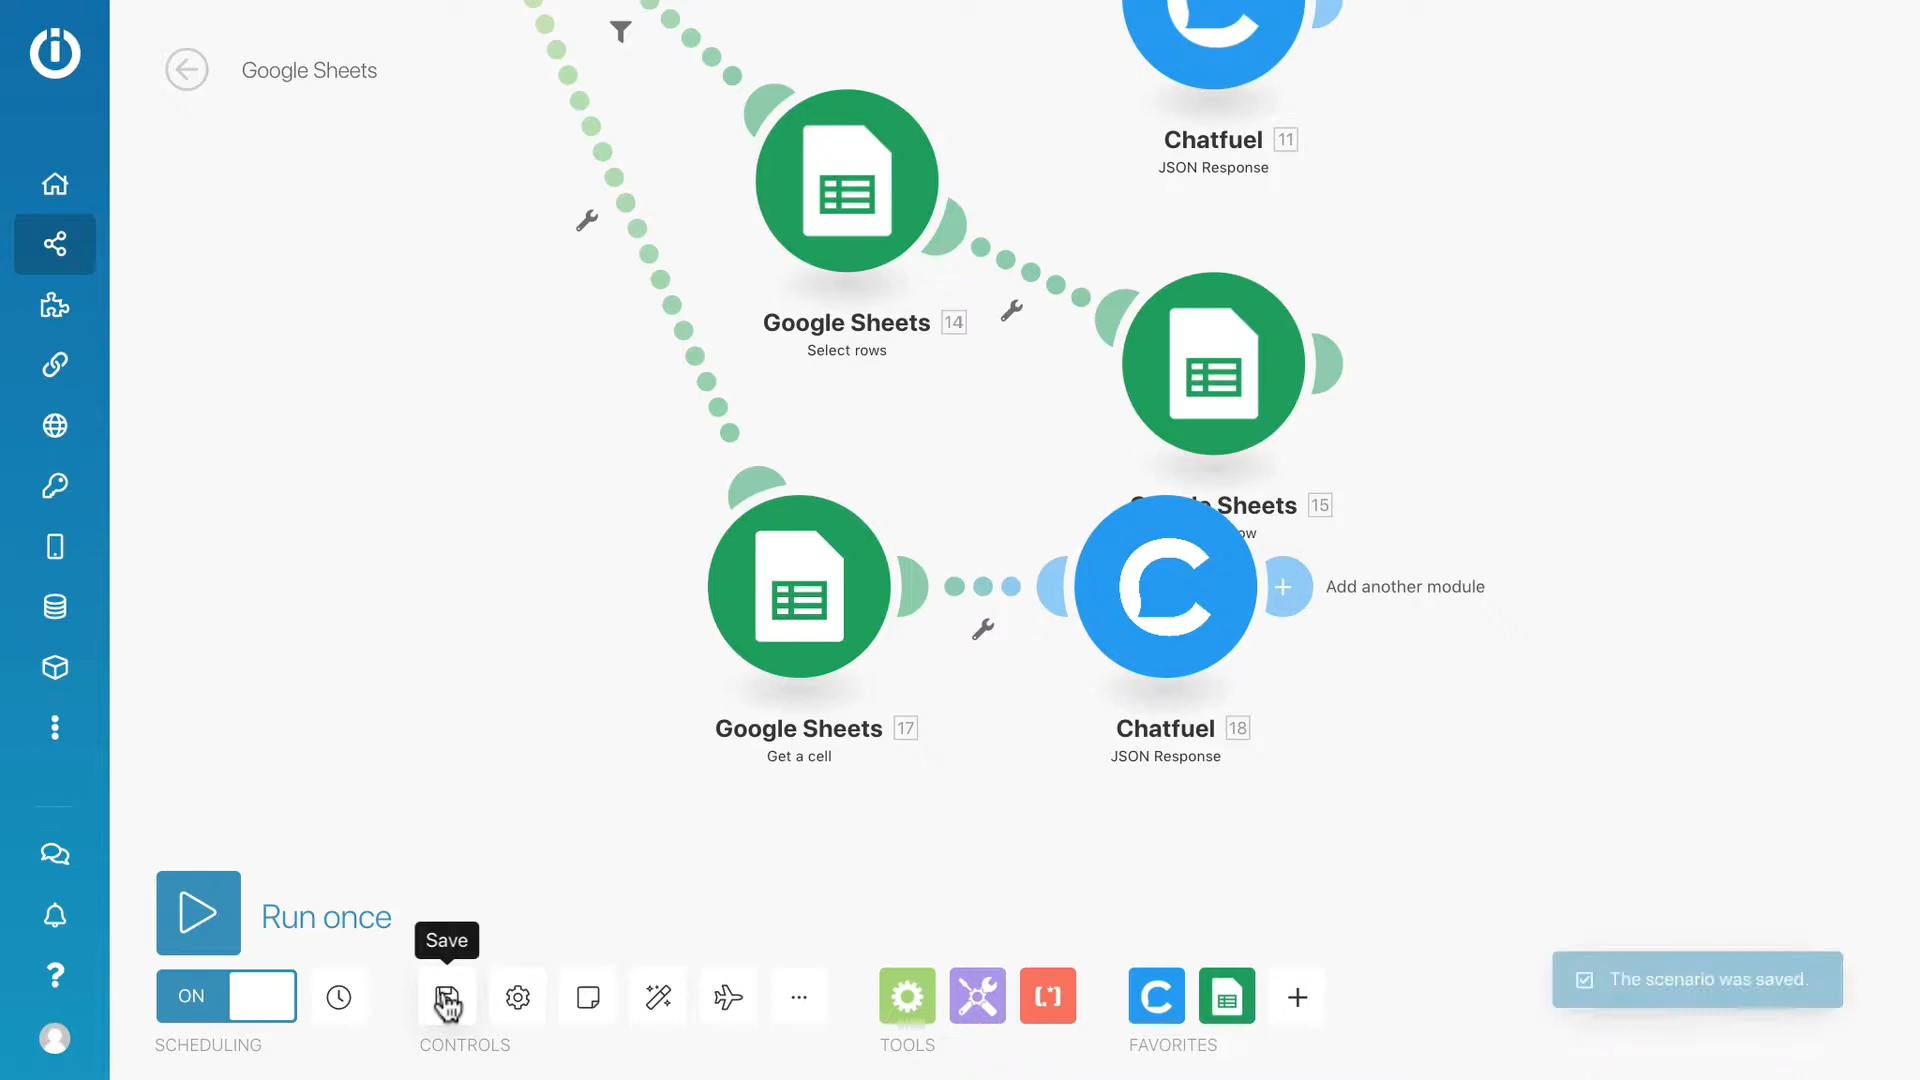 Google Sheets
Chatfuel 11
JSON Response
Google Sheets 14
Select rows
Sheets 15
Google Sheets 17
Get a cell
Chatfuel 18
JSON Response
Add another module
Run once
Save
ON
The scenario was saved.
SCHEDULING
CONTROLS
TOOLS
FAVORITES